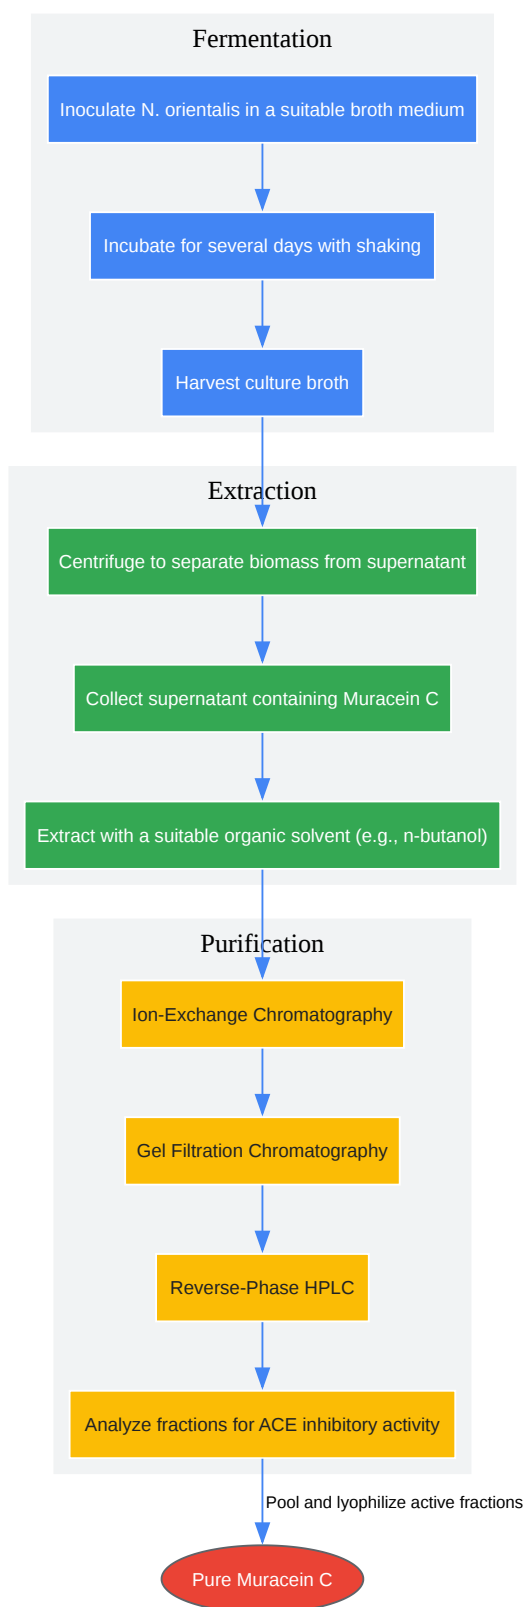 Fermentation
Inoculate N. orientalis in a suitable broth medium
Incubate for several days with shaking
Harvest culture broth
Extraction
Centrifuge to separate biomass from supernatant
Collect supernatant containing Muracein C
Extract with a suitable organic solvent (e.g., n-butanol)
Purification
Ion-Exchange Chromatography
Gel Filtration Chromatography
Reverse-Phase HPLC
Analyze fractions for ACE inhibitory activity
Pool and lyophilize active fractions
Pure Muracein C